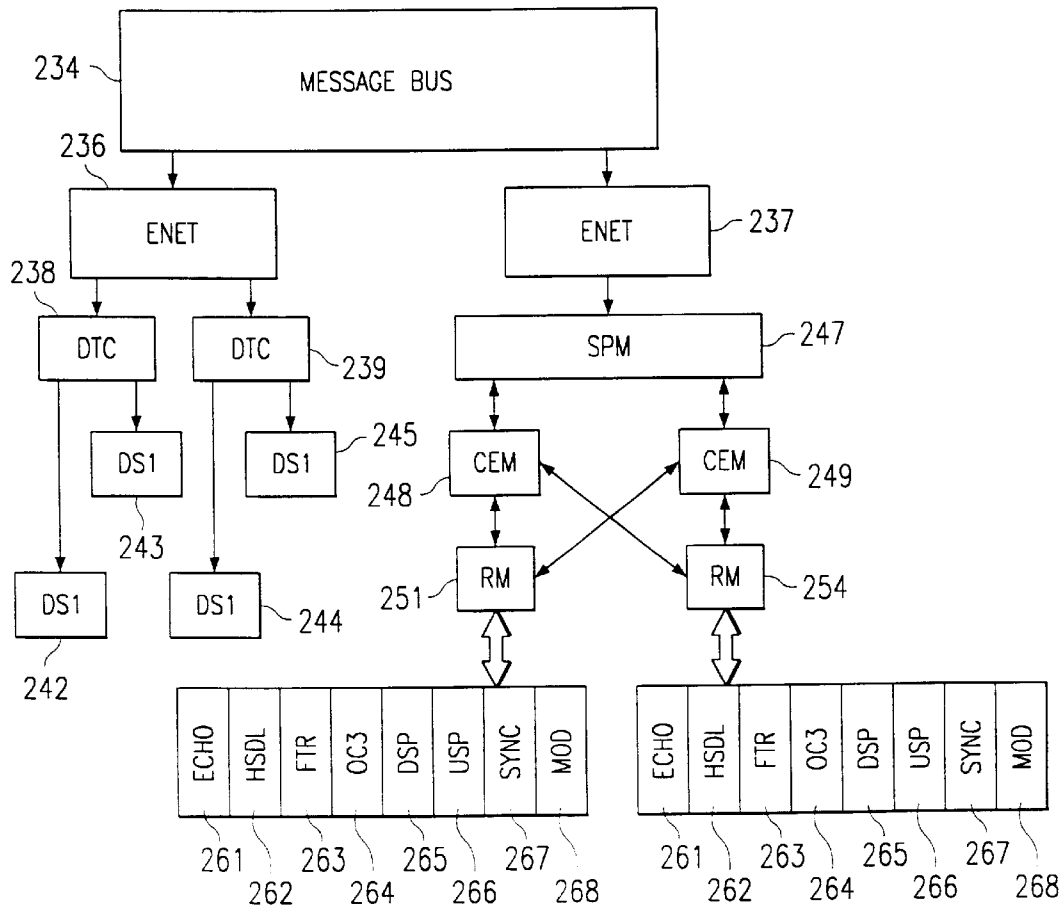 234
MESSAGE BUS
236
ENET
ENET
237
238
DTC
DTC
239
SPM
247
DS1
243
DS1
245
CEM
248
CEM
249
DS1
242
DS1
244
RM
251
RM
254
ECHO HSDL FTR OC3 DSP USP SYNC MOD
ECHO HSDL FTR OC3 DSP USP SYNC MOD
261 263 265 267
262 264 266 268
261 263 265 267
262 264 266 268